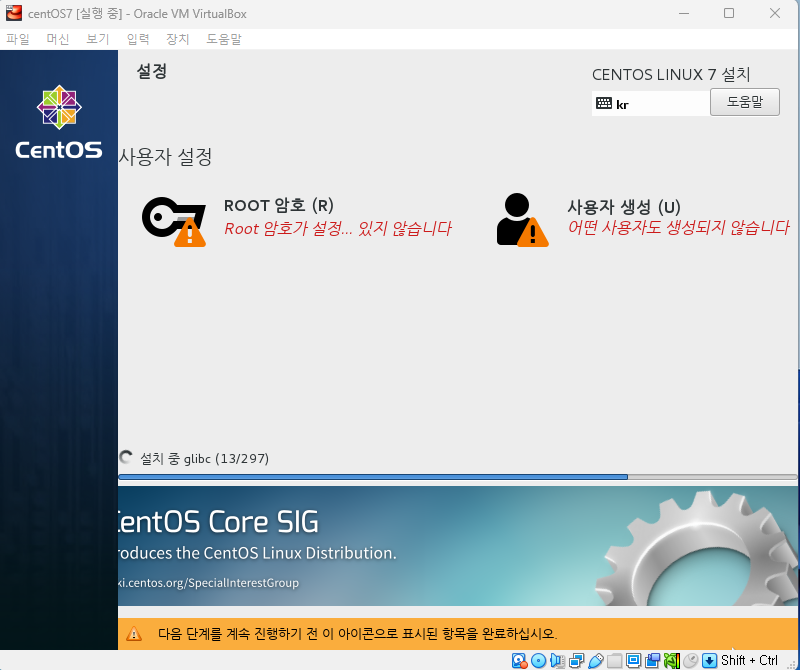 centOS7 [실행 중] - Oracle VM VirtualBox
파일 머신 보기 입력 장치 도움말
설정
CENTOS LINUX 7 설치
kr
도움말
CentOS
사용자 설정
ROOT 암호 (R)
Root 암호가 설정... 있지 않습니다
사용자 생성 (U)
어떤 사용자도 생성되지 않습니다
설치 중 glibc (13/297)
CentOS Core SIG
roduces the CentOS Linux Distribution.
ki.centos.org/SpecialInterestGroup
다음 단계를 계속 진행하기 전 이 아이콘으로 표시된 항목을 완료하십시오.
Shift + Ctrl